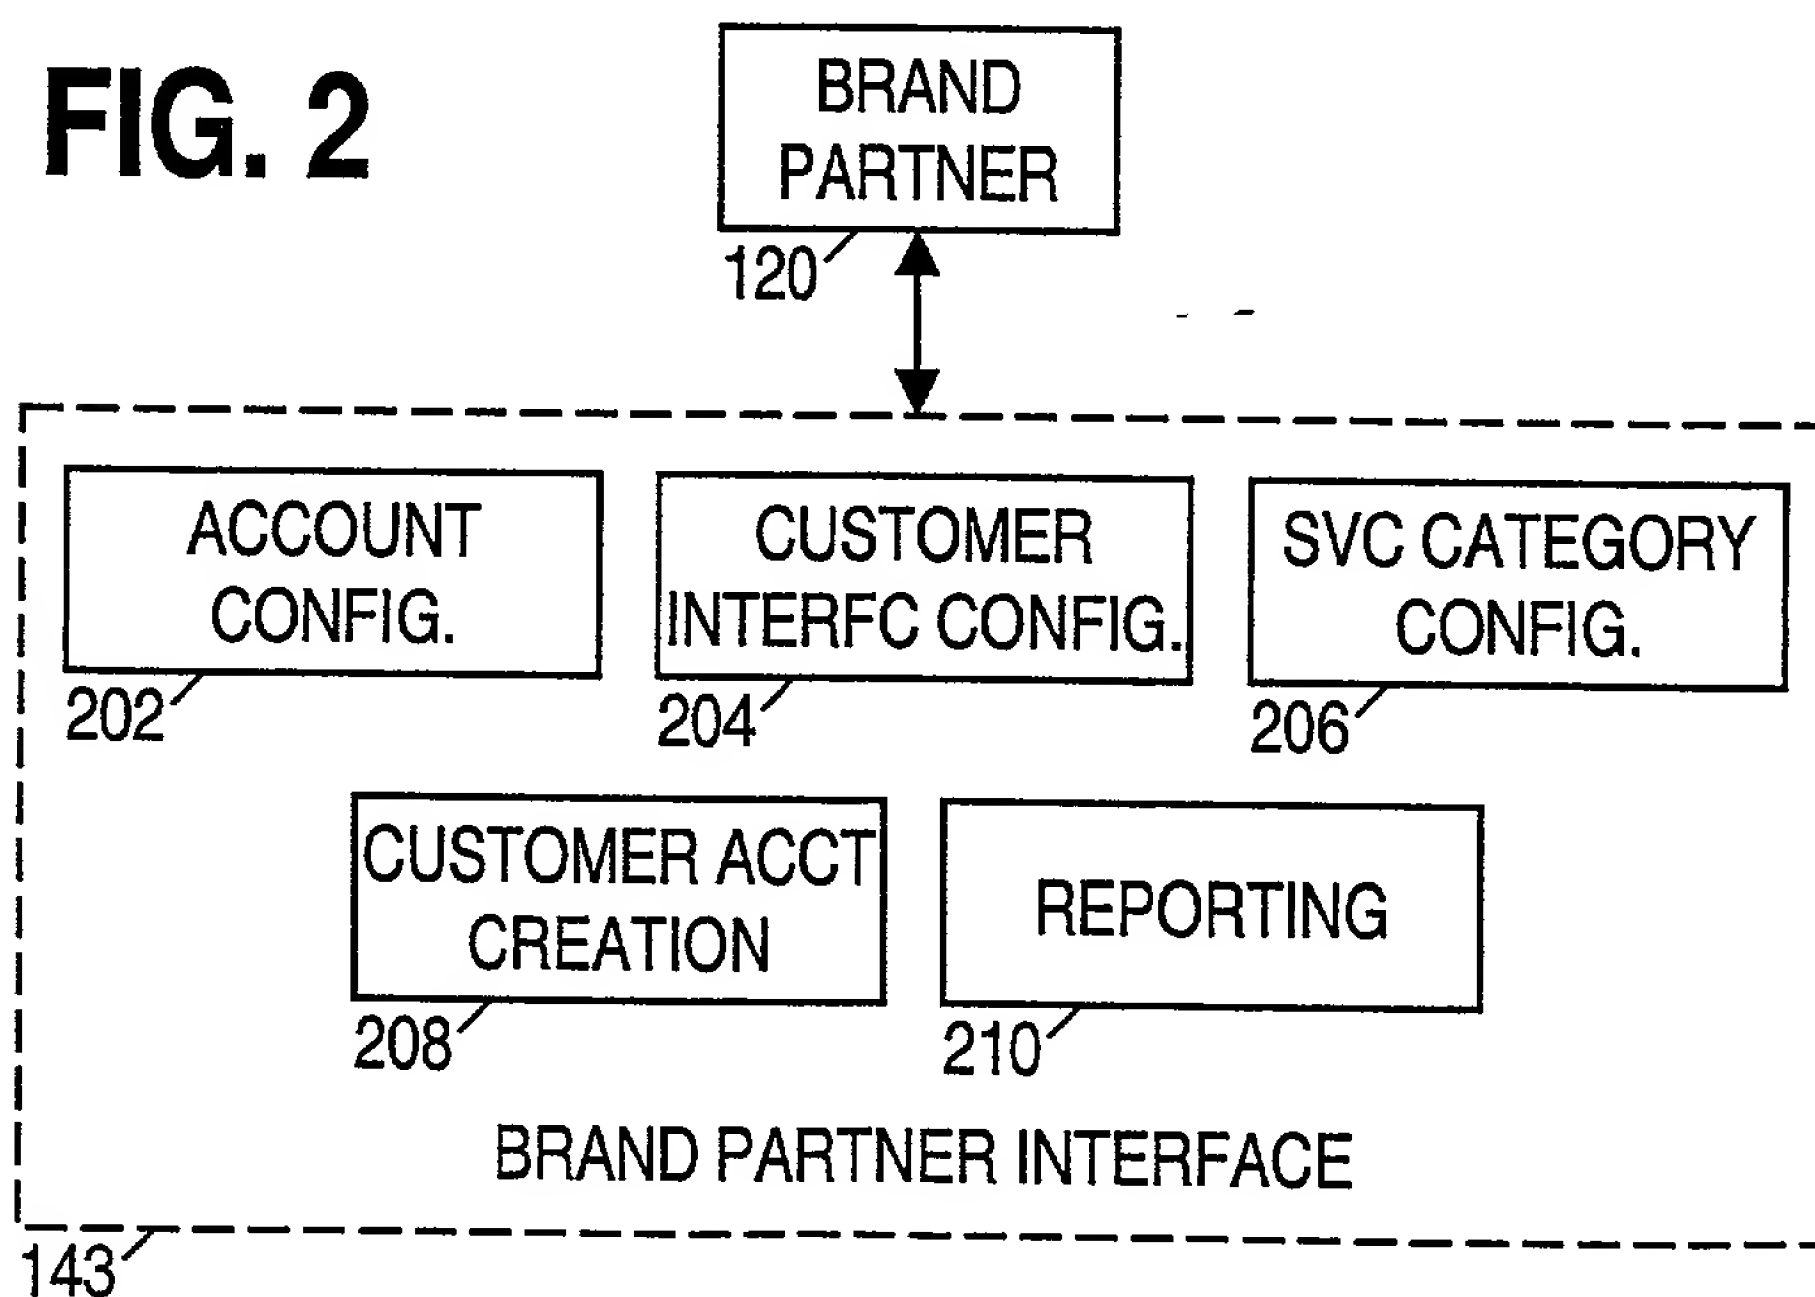 FIG. 2
BRAND
PARTNER
120
ACCOUNT
CONFIG.
202
CUSTOMER
INTERFC CONFIG.
204
SVC CATEGORY
CONFIG.
206
CUSTOMER ACCT
CREATION
208
REPORTING
210
BRAND PARTNER INTERFACE
143